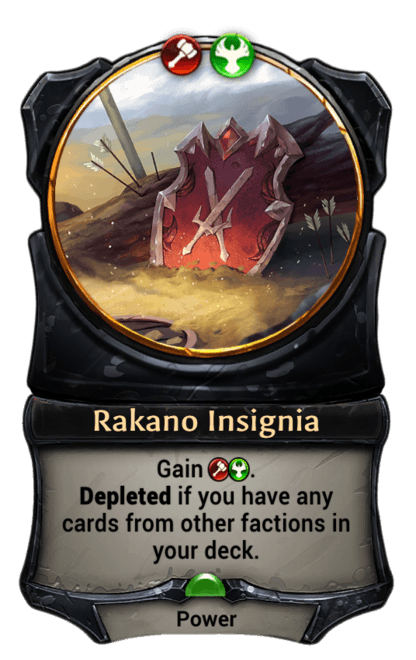 Rakano Insignia
Gain .
Depleted if you have any
cards from other factions in
your deck.
Power